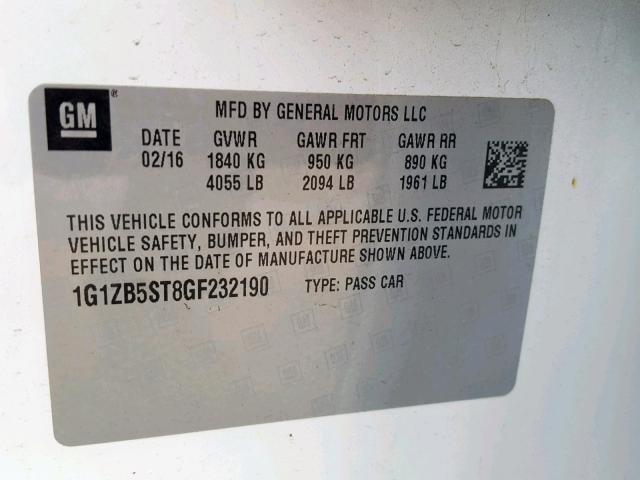 GM®
MFD BY GENERAL MOTORS LLC
DATE GVWR GAWR FRT GAWR RR
02/16 1840 KG 950 KG 890 KG
4055 LB 2094 LB 1961 LB
THIS VEHICLE CONFORMS TO ALL APPLICABLE U.S. FEDERAL MOTOR
VEHICLE SAFETY, BUMPER, AND THEFT PREVENTION STANDARDS IN
EFFECT ON THE DATE OF MANUFACTURE SHOWN ABOVE.
1G1ZB5ST8GF232190 TYPE: PASS CAR